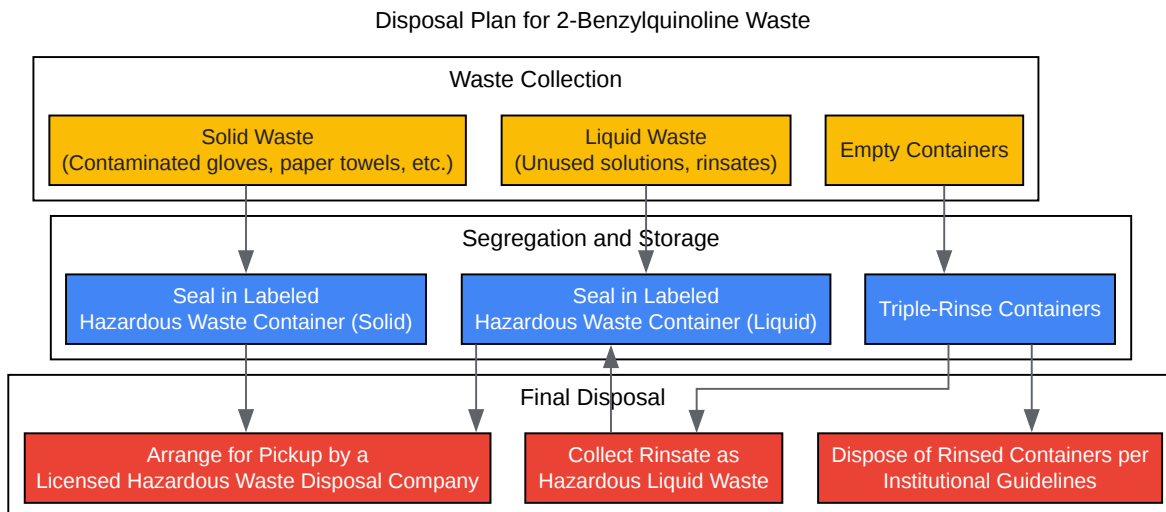 Disposal Plan for 2-Benzylquinoline Waste
Waste Collection
Solid Waste
(Contaminated gloves, paper towels, etc.)
Liquid Waste
(Unused solutions, rinsates)
Empty Containers
Segregation and Storage
Seal in Labeled
Hazardous Waste Container (Solid)
Seal in Labeled
Hazardous Waste Container (Liquid)
Triple-Rinse Containers
Final Disposal
Arrange for Pickup by a
Licensed Hazardous Waste Disposal Company
Collect Rinsate as
Hazardous Liquid Waste
Dispose of Rinsed Containers per
Institutional Guidelines